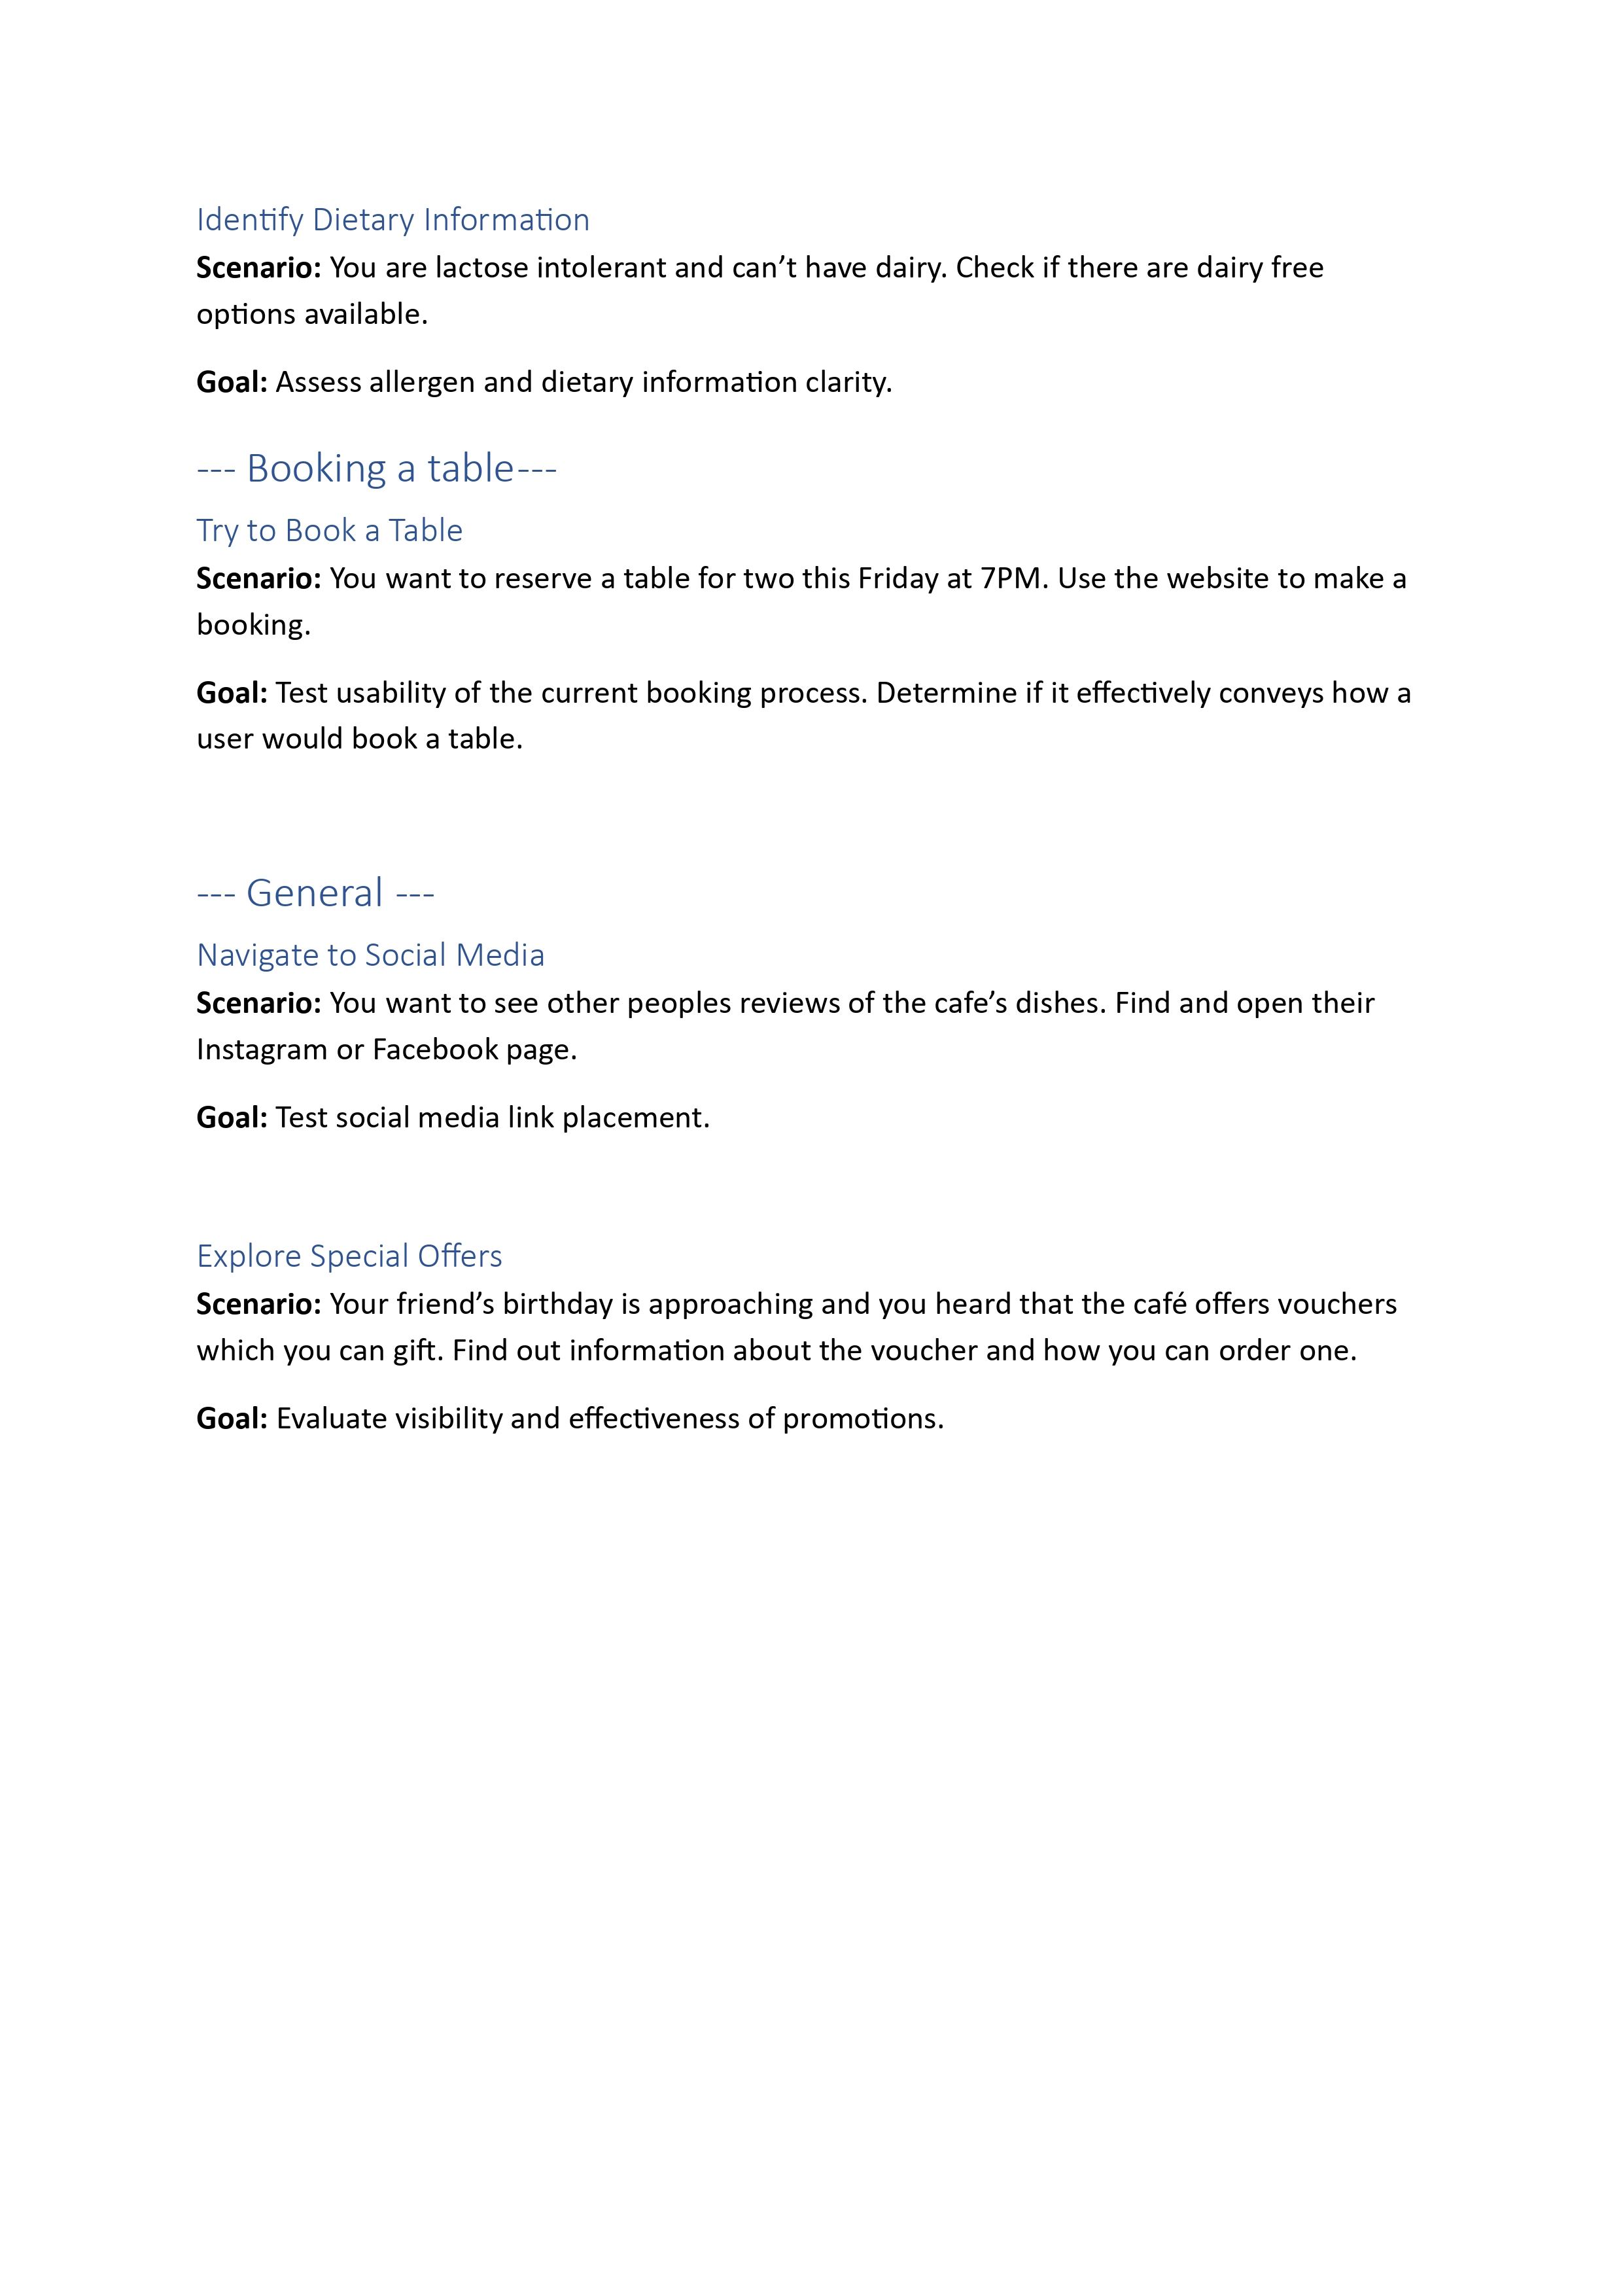 Identify Dietary Information
Scenario: You are lactose intolerant and can’t have dairy. Check if there are dairy free
options available.
Goal: Assess allergen and dietary information clarity.
--- Booking a table---
Try to Book a Table
Scenario: You want to reserve a table for two this Friday at 7PM. Use the website to make a
booking.
Goal: Test usability of the current booking process. Determine if it effectively conveys how a
user would book a table.
--- General ---
Navigate to Social Media
Scenario: You want to see other peoples reviews of the cafe’s dishes. Find and open their
Instagram or Facebook page.
Goal: Test social media link placement.
Explore Special Offers
Scenario: Your friend’s birthday is approaching and you heard that the café offers vouchers
which you can gift. Find out information about the voucher and how you can order one.
Goal: Evaluate visibility and effectiveness of promotions.